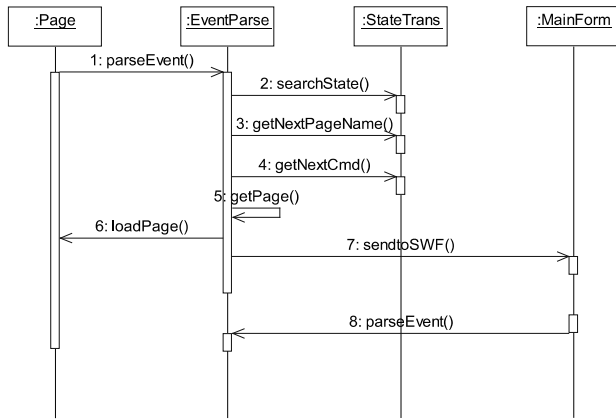 :Page
:EventParse
:StateTrans
:MainForm
1: parseEvent()
2: searchState()
3: getNextPageName()
4: getNextCmd()
5: getPage()
6: loadPage()
7: sendtoSWF()
8: parseEvent()